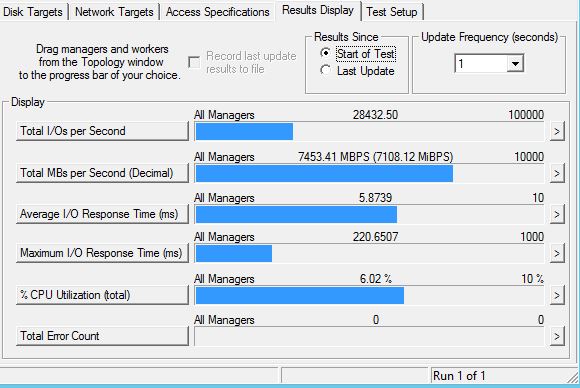 Disk Targets Network Targets Access Specifications Results Display Test Setup
Drag managers and workers
from the Topology window
to the progress bar of your choice.
Record last update
results to file
Results Since
Start of Test
Last Update
Update Frequency (seconds)
1
Display
All Managers 28432.50 100000
Total I/Os per Second >
All Managers 7453.41 MBPS (7108.12 MiBPS) 10000
Total MBs per Second (Decimal) >
All Managers 5.8739 10
Average I/O Response Time (ms) >
All Managers 220.6507 1000
Maximum I/O Response Time (ms) >
All Managers 6.02 % 10 %
% CPU Utilization (total) >
All Managers 0 0
Total Error Count >
Run 1 of 1